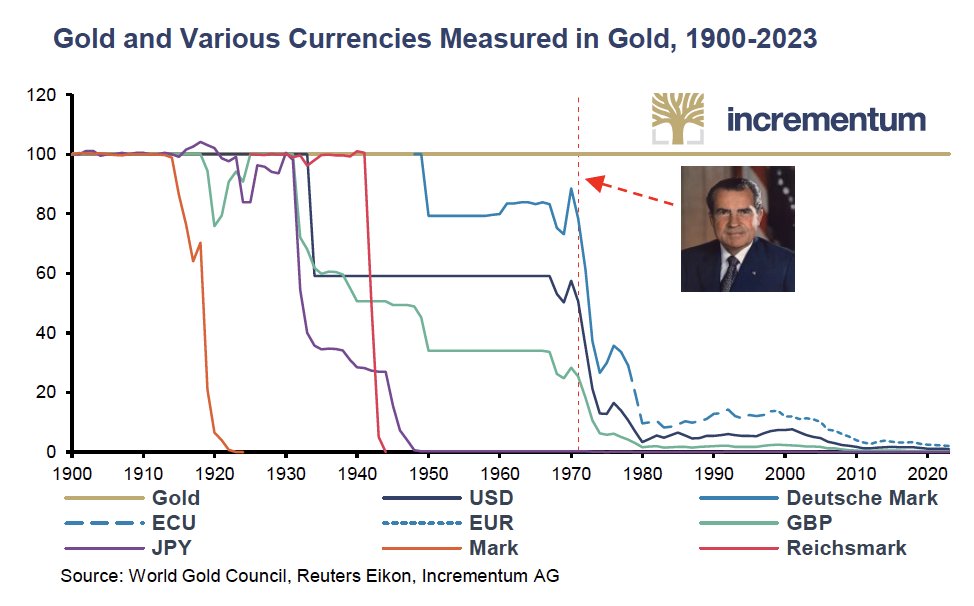 Gold and Various Currencies Measured in Gold, 1900-2023
120
100
80
60
40
20
0
incrementum
1900 1910 1920 1930 1940 1950 1960 1970 1980 1990 2000 2010 2020
Gold USD Deutsche Mark
ECU EUR GBP
JPY Mark Reichsmark
Source: World Gold Council, Reuters Eikon, Incrementum AG